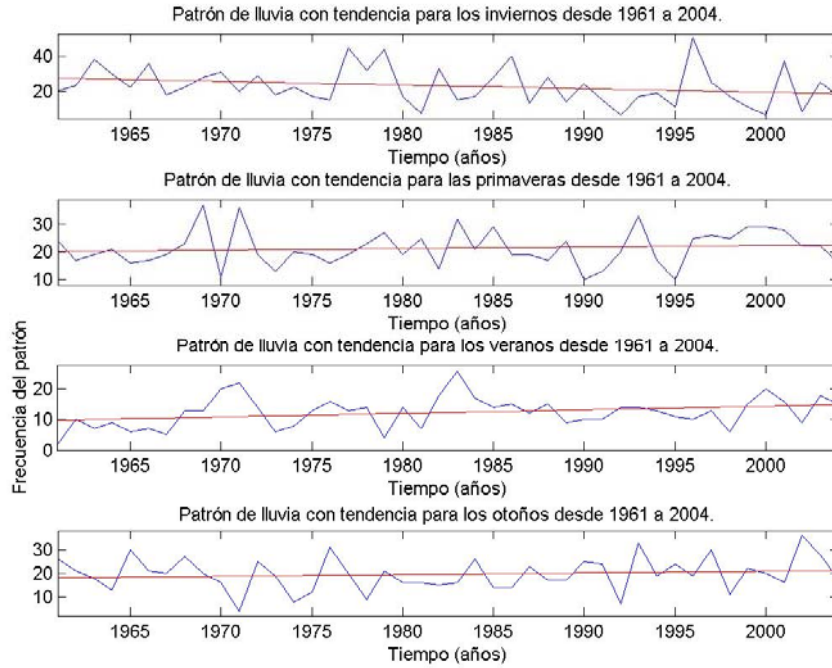 Patrón de lluvia con tendencia para los inviernos desde 1961 a 2004.
40
20
1965 1970 1975 1980 1985 1990 1995 2000
Tiempo (años)
Patrón de lluvia con tendencia para las primaveras desde 1961 a 2004.
30
20
10
1965 1970 1975 1980 1985 1990 1995 2000
Tiempo (años)
Frecuencia del patrón
Patrón de lluvia con tendencia para los veranos desde 1961 a 2004.
20
10
0
1965 1970 1975 1980 1985 1990 1995 2000
Tiempo (años)
Patrón de lluvia con tendencia para los otoños desde 1961 a 2004.
30
20
10
1965 1970 1975 1980 1985 1990 1995 2000
Tiempo (años)